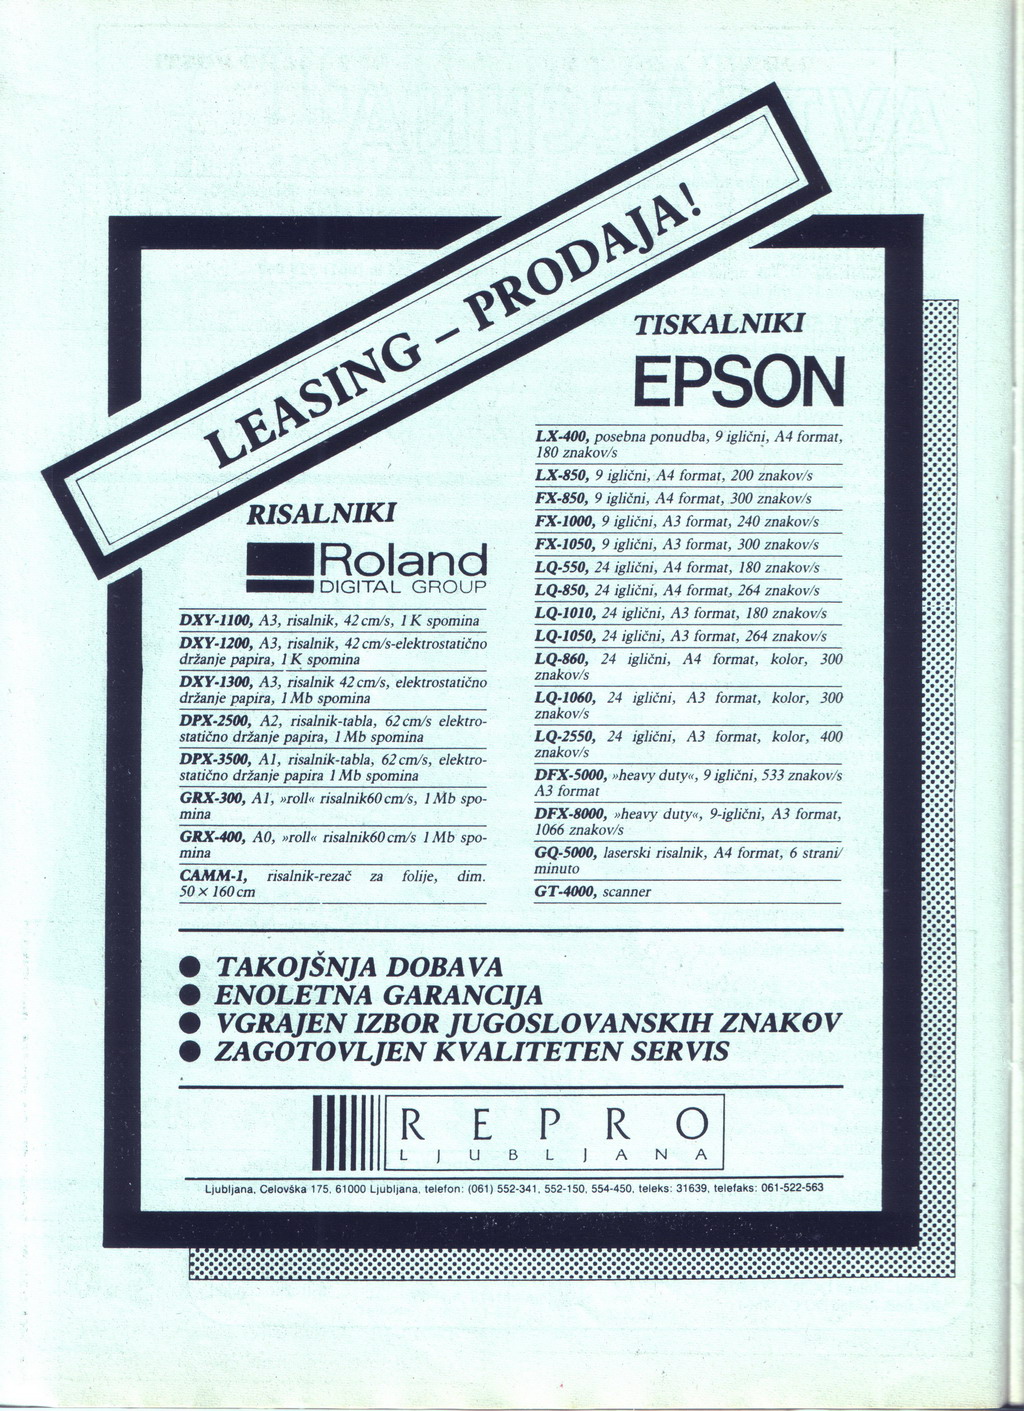 LEASING – PRODAJA!
RISALNIKI
Roland
DIGITAL GROUP
DXY-1100, A3, risalnik, 42 cm/s, 1 K spomina
DXY-1200, A3, risalnik, 42 cm/s-elektrostatično
držanje papira, 1 K spomina
DXY-1300, A3, risalnik 42 cm/s, elektrostatično
držanje papira, 1 Mb spomina
DPX-2500, A2, risalnik-tabla, 62 cm/s elektro-
statično držanje papira, 1 Mb spomina
DPX-3500, A1, risalnik-tabla, 62 cm/s, elektro-
statično držanje papira 1 Mb spomina
GRX-300, A1, »roll« risalnik60 cm/s, 1 Mb spo-
mina
GRX-400, AO, »roll« risalnik60 cm/s 1 Mb spo-
mina
CAMM-1, risalnik-rezač za folije, dim.
50 × 160 cm
TISKALNIKI
EPSON
LX-400, posebna ponudba, 9 iglični, A4 format,
180 znakov/s
LX-850, 9 iglični, A4 format, 200 znakov/s
FX-850, 9 iglični, A4 format, 300 znakov/s
FX-1000, 9 iglični, A3 format, 240 znakov/s
FX-1050, 9 iglični, A3 format, 300 znakov/s
LQ-550, 24 iglični, A4 format, 180 znakov/s
LQ-850, 24 iglični, A4 format, 264 znakov/s
LQ-1010, 24 iglični, A3 format, 180 znakov/s
LQ-1050, 24 iglični, A3 format, 264 znakov/s
LQ-860, 24 iglični, A4 format, kolor, 300
znakov/s
LQ-1060, 24 iglični, A3 format, kolor, 300
znakov/s
LQ-2550, 24 iglični, A3 format, kolor, 400
znakov/s
DFX-5000, »heavy duty«, 9 iglični, 533 znakov/s
A3 format
DFX-8000, »heavy duty«, 9-iglični, A3 format,
1066 znakov/s
GQ-5000, laserski risalnik, A4 format, 6 strani/
minuto
GT-4000, scanner
● TAKOJŠNJA DOBAVA
● ENOLETNA GARANCIJA
● VGRAJEN IZBOR JUGOSLOVANSKIH ZNAKOV
● ZAGOTOVLJEN KVALITETEN SERVIS
REPRO
LJUBLJANA
Ljubljana, Celovška 175, 61000 Ljubljana, telefon: (061) 552-341, 552-150, 554-450, teleks: 31639, telefaks: 061-522-563